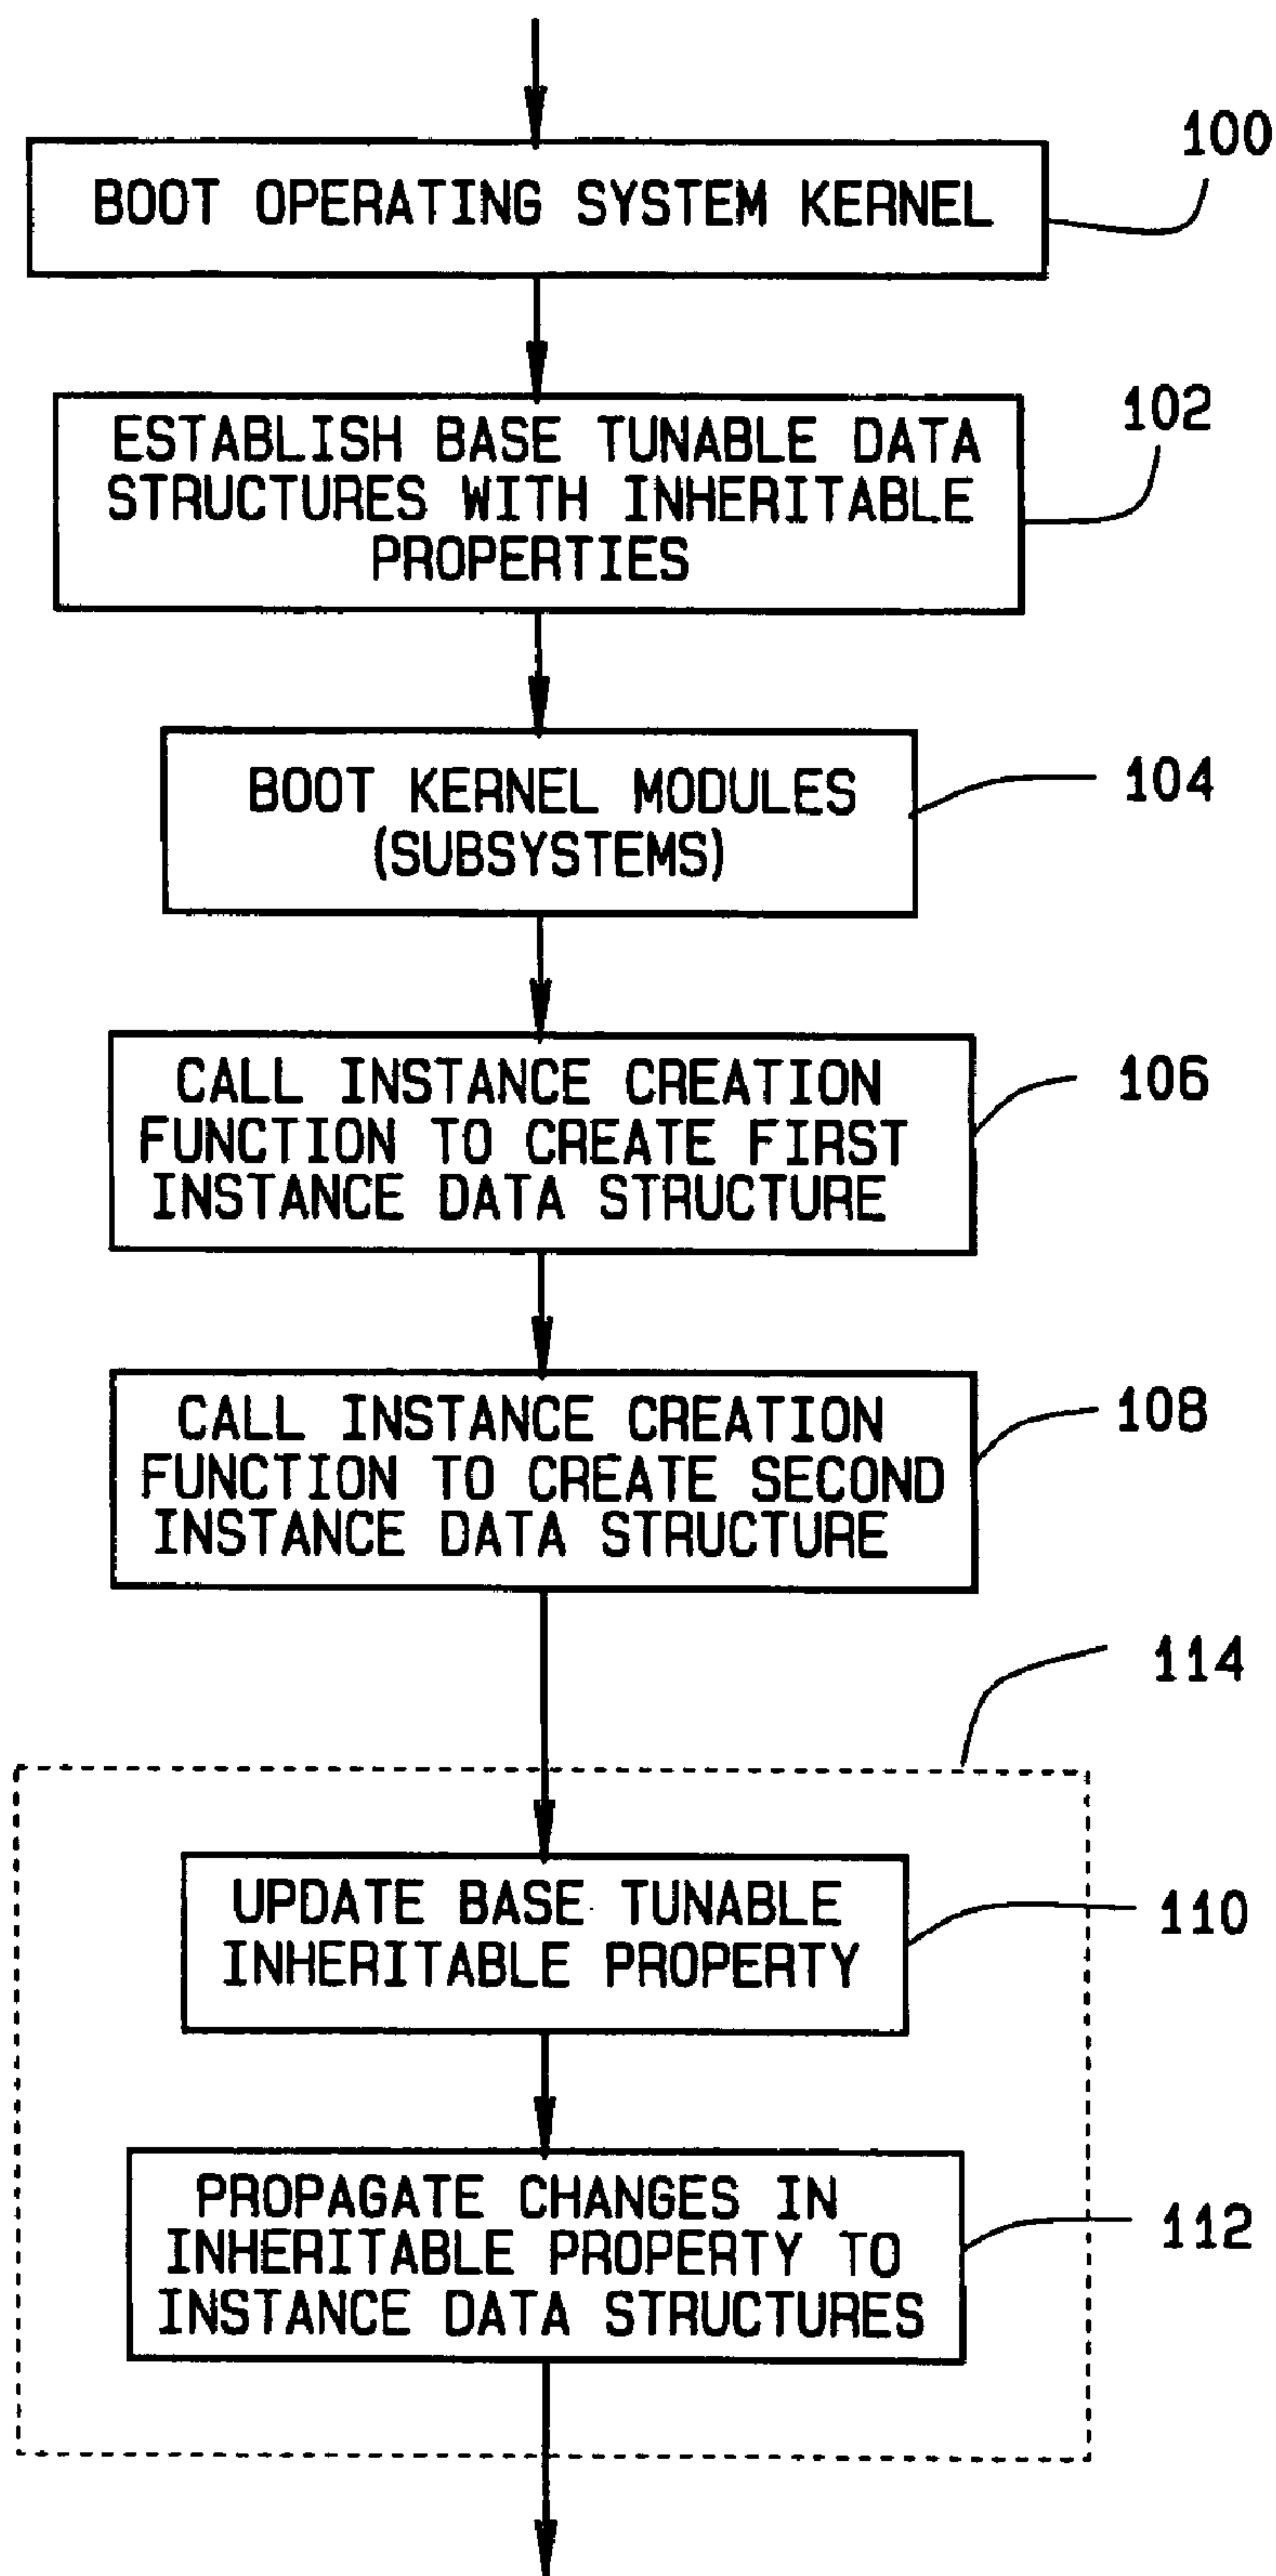 100
BOOT OPERATING SYSTEM KERNEL
102
ESTABLISH BASE TUNABLE DATA
STRUCTURES WITH INHERITABLE
PROPERTIES
104
BOOT KERNEL MODULES
(SUBSYSTEMS)
106
CALL INSTANCE CREATION
FUNCTION TO CREATE FIRST
INSTANCE DATA STRUCTURE
108
CALL INSTANCE CREATION
FUNCTION TO CREATE SECOND
INSTANCE DATA STRUCTURE
114
UPDATE BASE TUNABLE
INHERITABLE PROPERTY
110
PROPAGATE CHANGES IN
INHERITABLE PROPERTY TO
INSTANCE DATA STRUCTURES
112